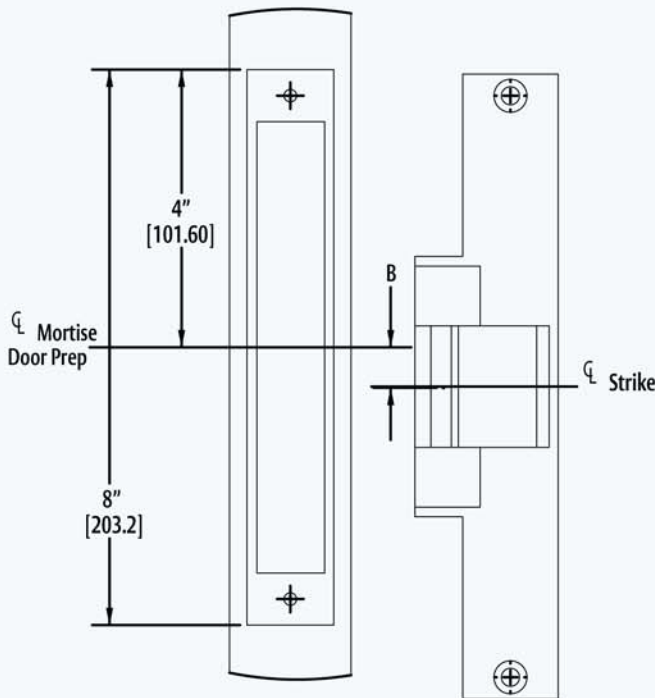 4”
[101.60]
B
℄ Mortise
Door Prep
℄ Strike
8”
[203.2]